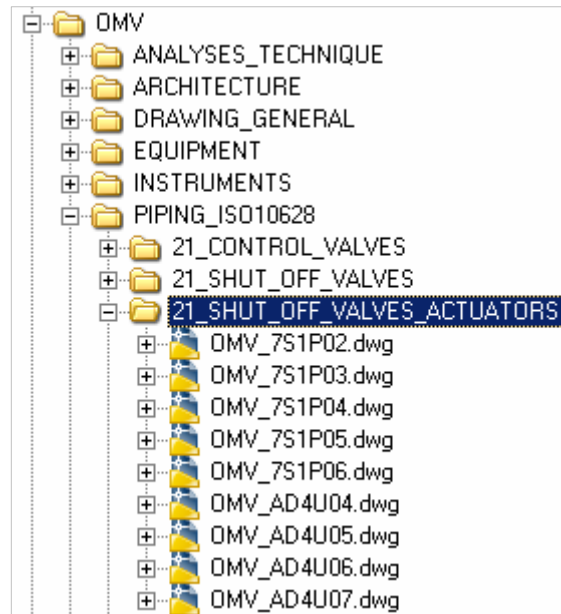 OMV
ANALYSES_TECHNIQUE
ARCHITECTURE
DRAWING_GENERAL
EQUIPMENT
INSTRUMENTS
PIPING_ISO10628
21_CONTROL_VALVES
21_SHUT_OFF_VALVES
21_SHUT_OFF_VALVES_ACTUATORS
OMV_7S1P02.dwg
OMV_7S1P03.dwg
OMV_7S1P04.dwg
OMV_7S1P05.dwg
OMV_7S1P06.dwg
OMV_AD4U04.dwg
OMV_AD4U05.dwg
OMV_AD4U06.dwg
OMV_AD4U07.dwg